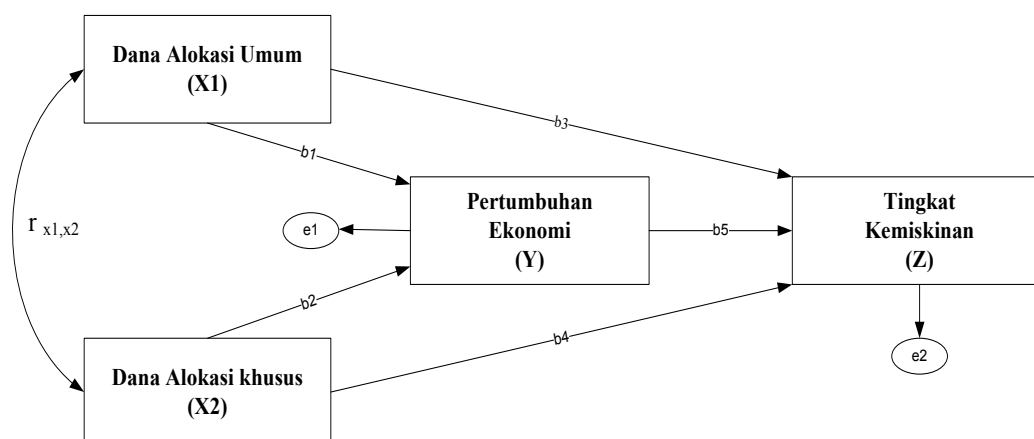 Dana Alokasi Umum
(X1)
b3
b1
r x1,x2
Pertumbuhan
Ekonomi
(Y)
e1
b5
Tingkat
Kemiskinan
(Z)
b2
b4
e2
Dana Alokasi khusus
(X2)